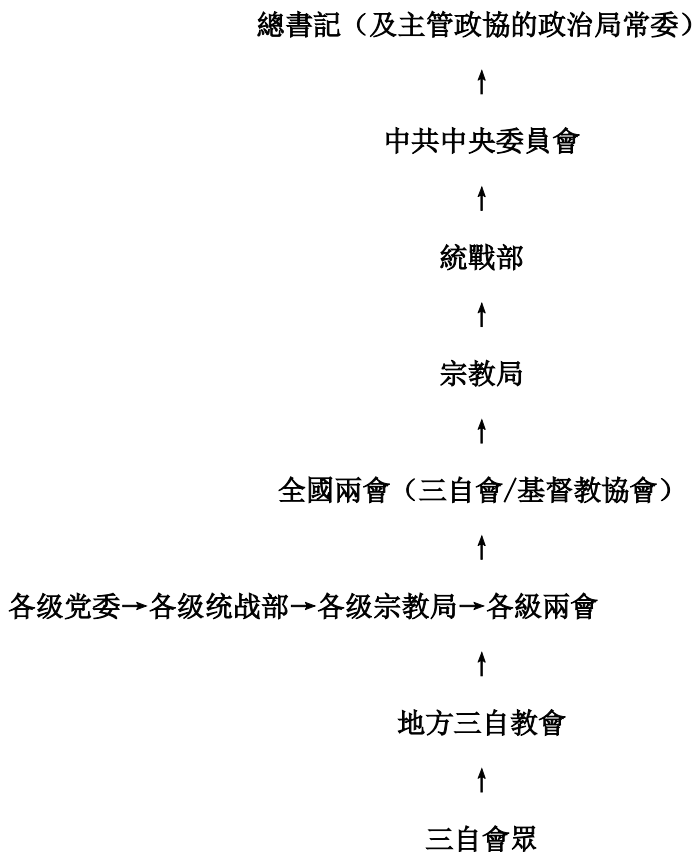 總書記（及主管政協的政治局常委）
↑
中共中央委員會
↑
統戰部
↑
宗教局
↑
全國兩會（三自會/基督教協會）
↑
各级党委→各级统战部→各级宗教局→各級兩會
↑
地方三自教會
↑
三自會眾